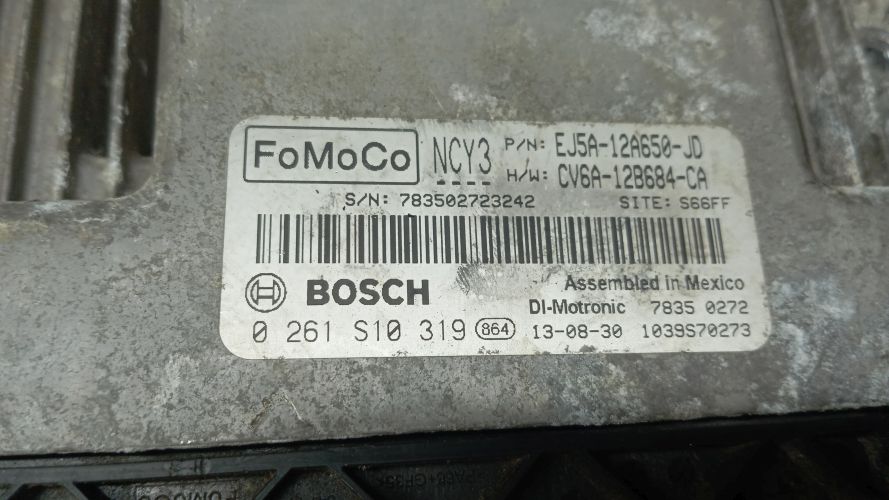 FoMoCo NCY3 P/N: EJ5A-12A650-JD
H/W: CV6A-12B684-CA
S/N: 783502723242 SITE: S66FF
BOSCH Assembled in Mexico
DI-Motronic 7835 0272
0 261 S10 319 864 13-08-30 1039S70273
FoMoCo